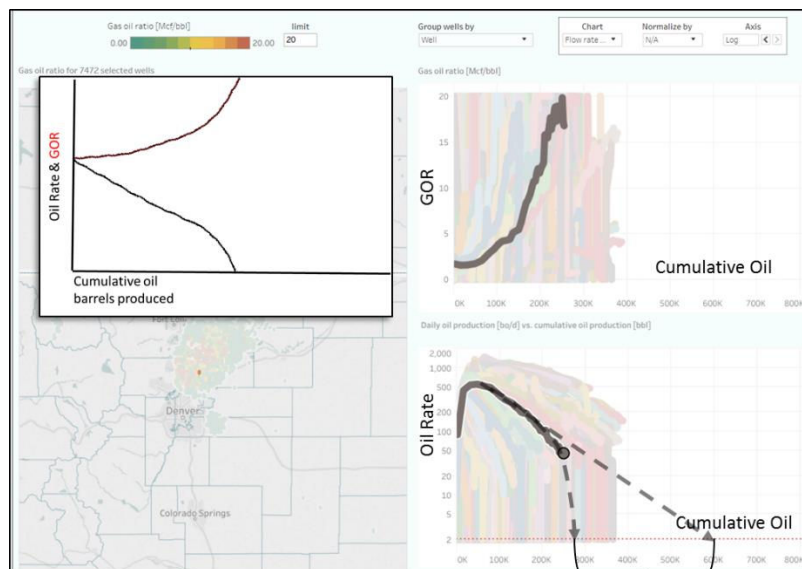 Gas oil ratio [Mcf/bbl]
0.00
20.00
limit
20
Group wells by
Well
Chart
Flow rate...
Normalize by
N/A
Axis
Log
Gas oil ratio for 7472 selected wells
Oil Rate & GOR
Cumulative oil
barrels produced
Denver
Colorado Springs
Gas oil ratio [Mcf/bbl]
GOR
20
15
10
5
0
Cumulative Oil
0K 100K 200K 300K 400K 500K 600K 700K 800K
Daily oil production [bo/d] vs. cumulative oil production [bbl]
Oil Rate
2,000
1,000
500
200
100
50
20
10
5
2
Cumulative Oil
0K 100K 200K 300K 400K 500K 600K 700K 800K